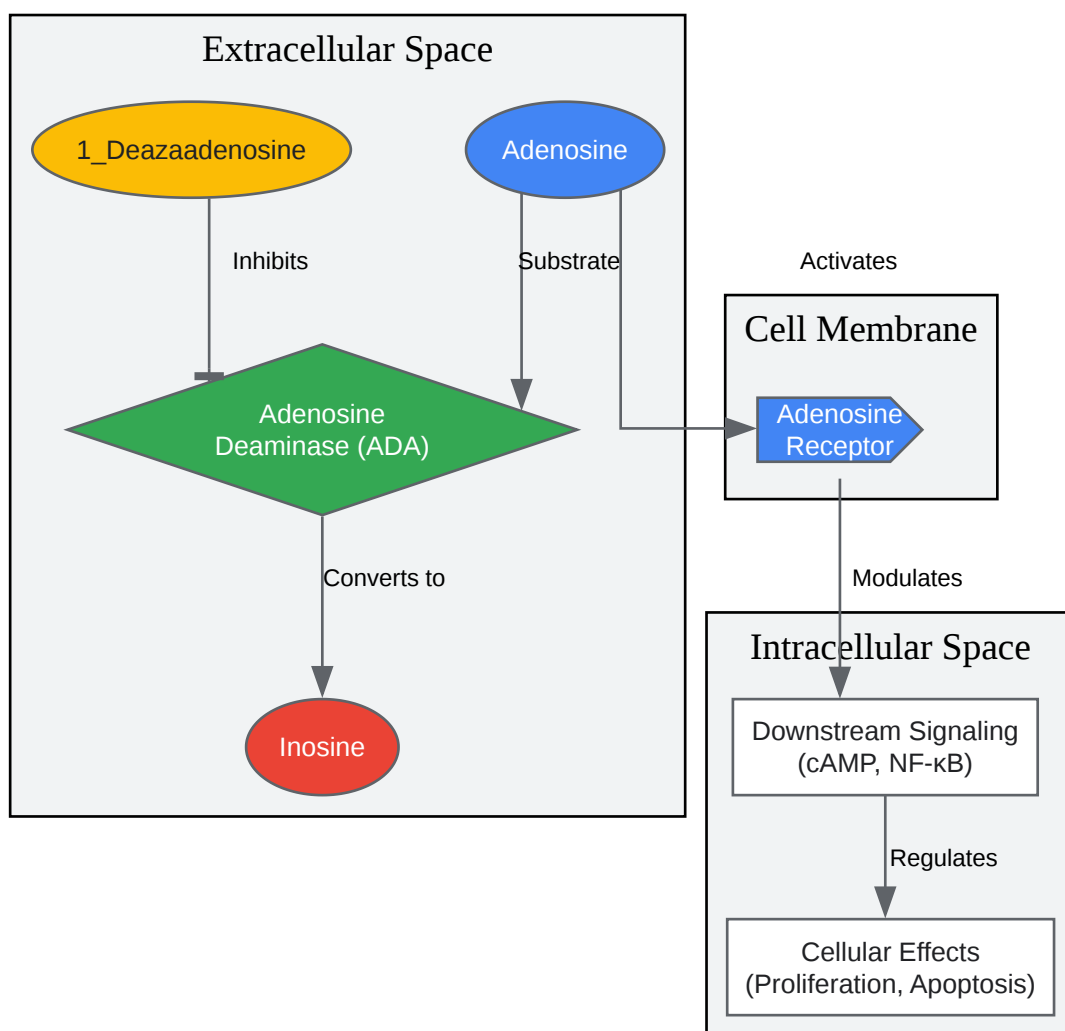 Extracellular Space
1_Deazaadenosine
Adenosine
Inhibits
Substrate
Activates
Cell Membrane
Adenosine
Deaminase (ADA)
Adenosine
Receptor
Converts to
Modulates
Intracellular Space
Inosine
Downstream Signaling
(cAMP, NF-κB)
Regulates
Cellular Effects
(Proliferation, Apoptosis)